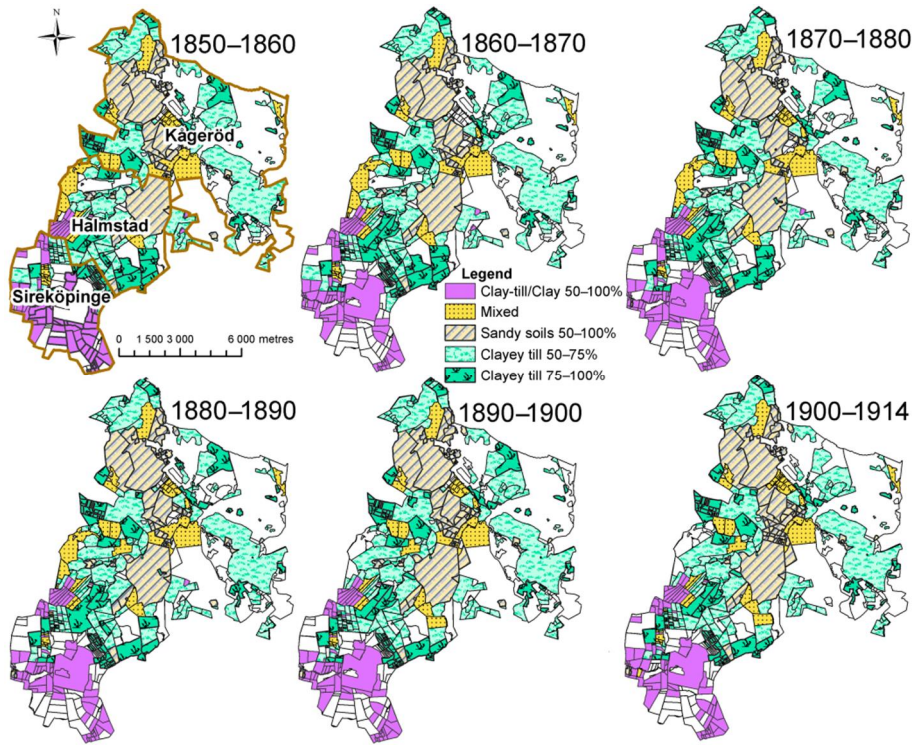 N
1850–1860
1860–1870
1870–1880
Kågeröd
Halmstad
Sireköpinge
0 1 500 3 000 6 000 metres
Legend
Clay-till/Clay 50–100%
Mixed
Sandy soils 50–100%
Clayey till 50–75%
Clayey till 75–100%
1880–1890
1890–1900
1900–1914